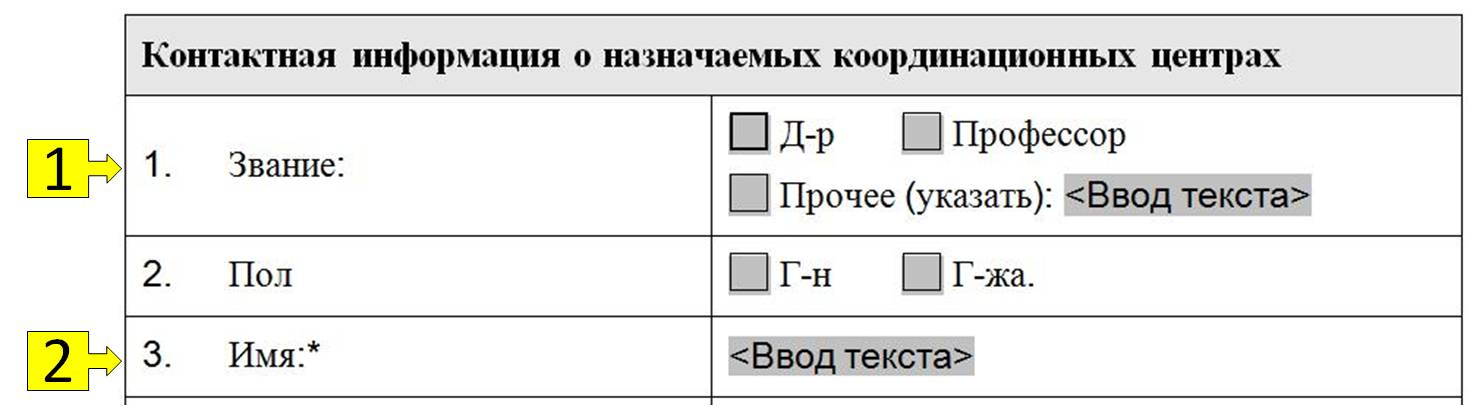 Контактная информация о назначаемых координационных центрах
1 1. Звание:
Д-р Профессор
Прочее (указать): <Ввод текста>
2. Пол Г-н Г-жа.
2 3. Имя:* <Ввод текста>